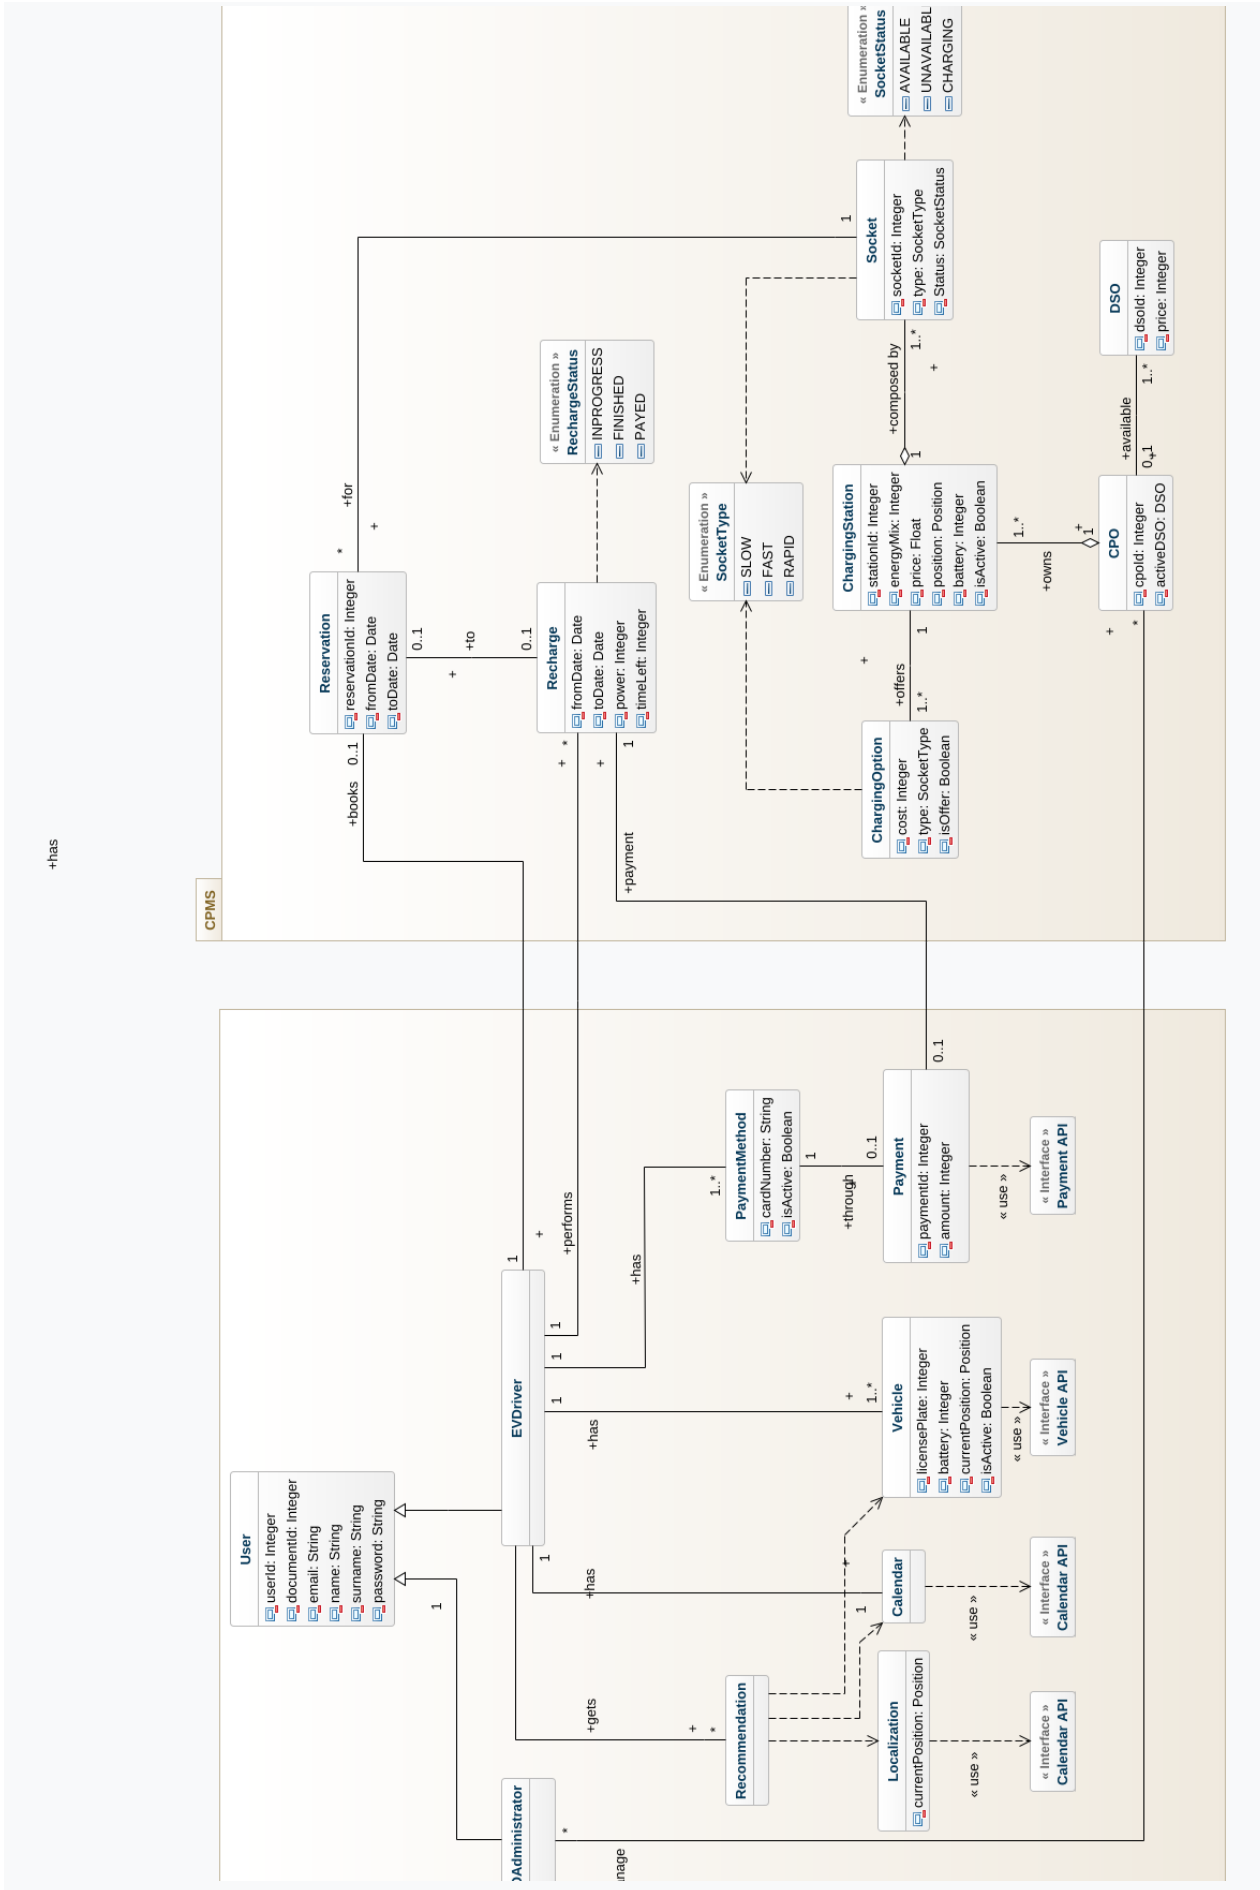 +has
CPMS
User
userId: Integer
documentId: Integer
email: String
name: String
surname: String
password: String
1
EVDriver
1
+gets
+
*
1
+has
1
+
1
+has
+
1..*
1
+has
1..*
1
+performs
+
*
1
+
+books
0..1
Recommendation
*
Localization
currentPosition: Position
« use »
« Interface »
Calendar API
Calendar
« use »
« Interface »
Calendar API
Vehicle
licensePlate: Integer
battery: Integer
currentPosition: Position
isActive: Boolean
« use »
« Interface »
Vehicle API
PaymentMethod
cardNumber: String
isActive: Boolean
1
+through
0..1
Payment
paymentId: Integer
amount: Integer
« use »
« Interface »
Payment API
0..1
+payment
+
1
Reservation
reservationId: Integer
fromDate: Date
toDate: Date
*
+for
+
1
0..1
+to
+
0..1
Recharge
fromDate: Date
toDate: Date
power: Integer
timeLeft: Integer
« Enumeration »
RechargeStatus
INPROGRESS
FINISHED
PAYED
« Enumeration »
SocketType
SLOW
FAST
RAPID
ChargingOption
cost: Integer
type: SocketType
isOffer: Boolean
+offers
1..*
+
1
ChargingStation
stationId: Integer
energyMix: Integer
price: Float
position: Position
battery: Integer
isActive: Boolean
1
+composed by
+
1..*
Socket
socketId: Integer
type: SocketType
Status: SocketStatus
« Enumeration »
SocketStatus
AVAILABLE
CHARGING
1..*
+owns
+
1
CPO
cpoId: Integer
activeDSO: DSO
+
*
0..1
+
+available
1..*
DSO
dsoId: Integer
price: Integer